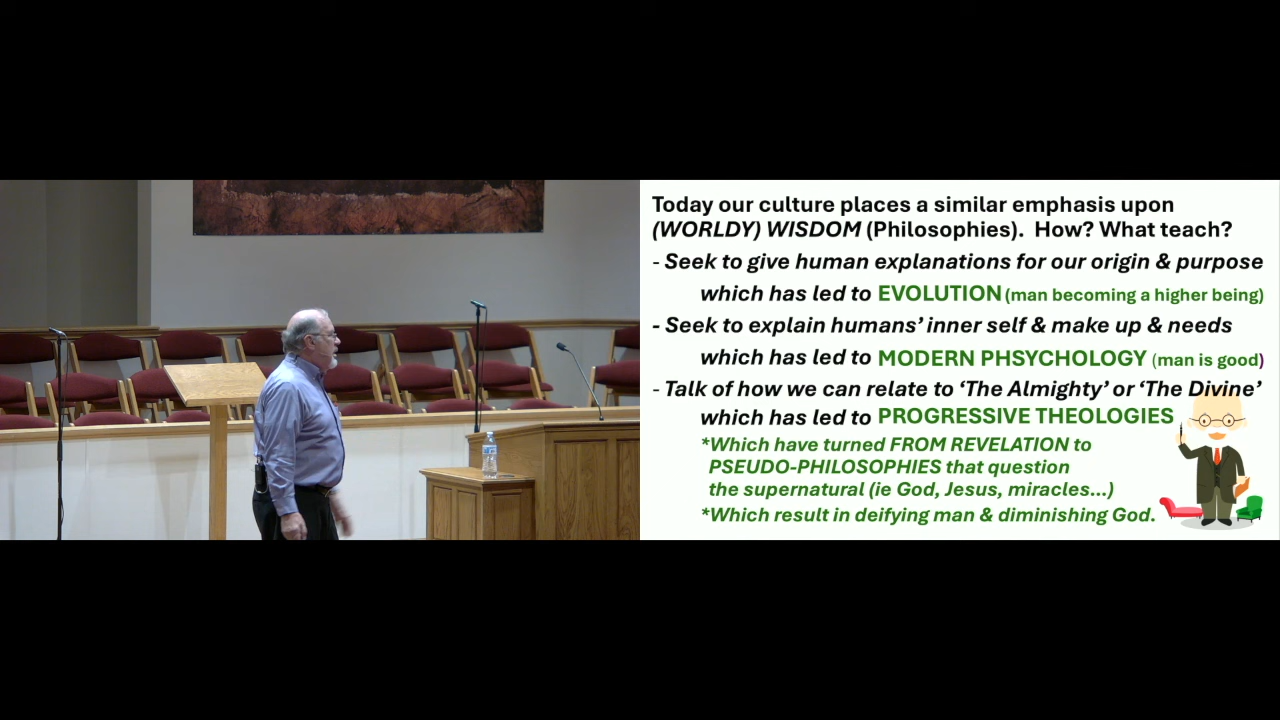 Today our culture places a similar emphasis upon
(WORLDY) WISDOM (Philosophies). How? What teach?
- Seek to give human explanations for our origin & purpose
which has led to EVOLUTION (man becoming a higher being)
- Seek to explain humans' inner self & make up & needs
which has led to MODERN PHSYCHOLOGY (man is good)
- Talk of how we can relate to 'The Almighty' or 'The Divine'
which has led to PROGRESSIVE THEOLOGIES
*Which have turned FROM REVELATION to
PSEUDO-PHILOSOPHIES that question
the supernatural (ie God, Jesus, miracles...)
*Which result in deifying man & diminishing God.